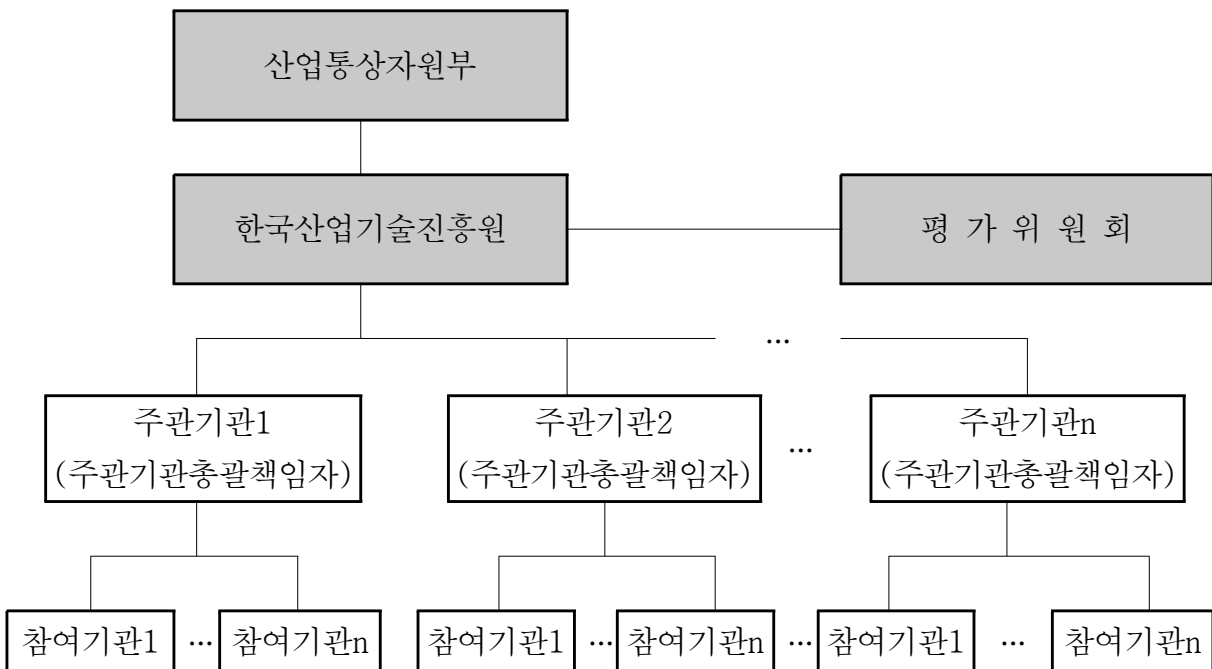 산업통상자원부
한국산업기술진흥원
평 가 위 원 회
...
주관기관1
(주관기관총괄책임자)
주관기관2
(주관기관총괄책임자)
...
주관기관n
(주관기관총괄책임자)
참여기관1 ... 참여기관n
참여기관1 ... 참여기관n ... 참여기관1 ... 참여기관n